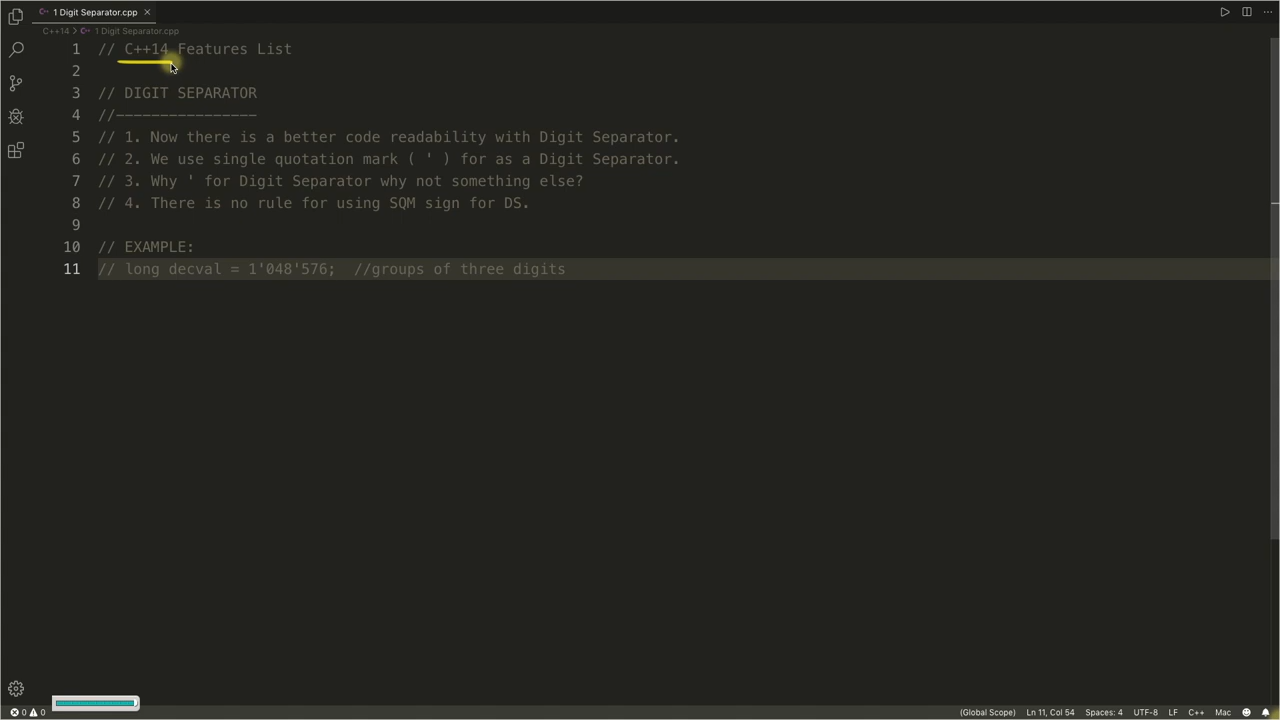 1 Digit Separator.cpp
C++14 > 1 Digit Separator.cpp
1 // C++14 Features List
2
3 // DIGIT SEPARATOR
4 //----------------
5 // 1. Now there is a better code readability with Digit Separator.
6 // 2. We use single quotation mark ( ' ) for as a Digit Separator.
7 // 3. Why ' for Digit Separator why not something else?
8 // 4. There is no rule for using SQM sign for DS.
9
10 // EXAMPLE:
11 // long decval = 1'048'576;  //groups of three digits
0 0 (Global Scope) Ln 11, Col 54 Spaces: 4 UTF-8 LF C++ Mac